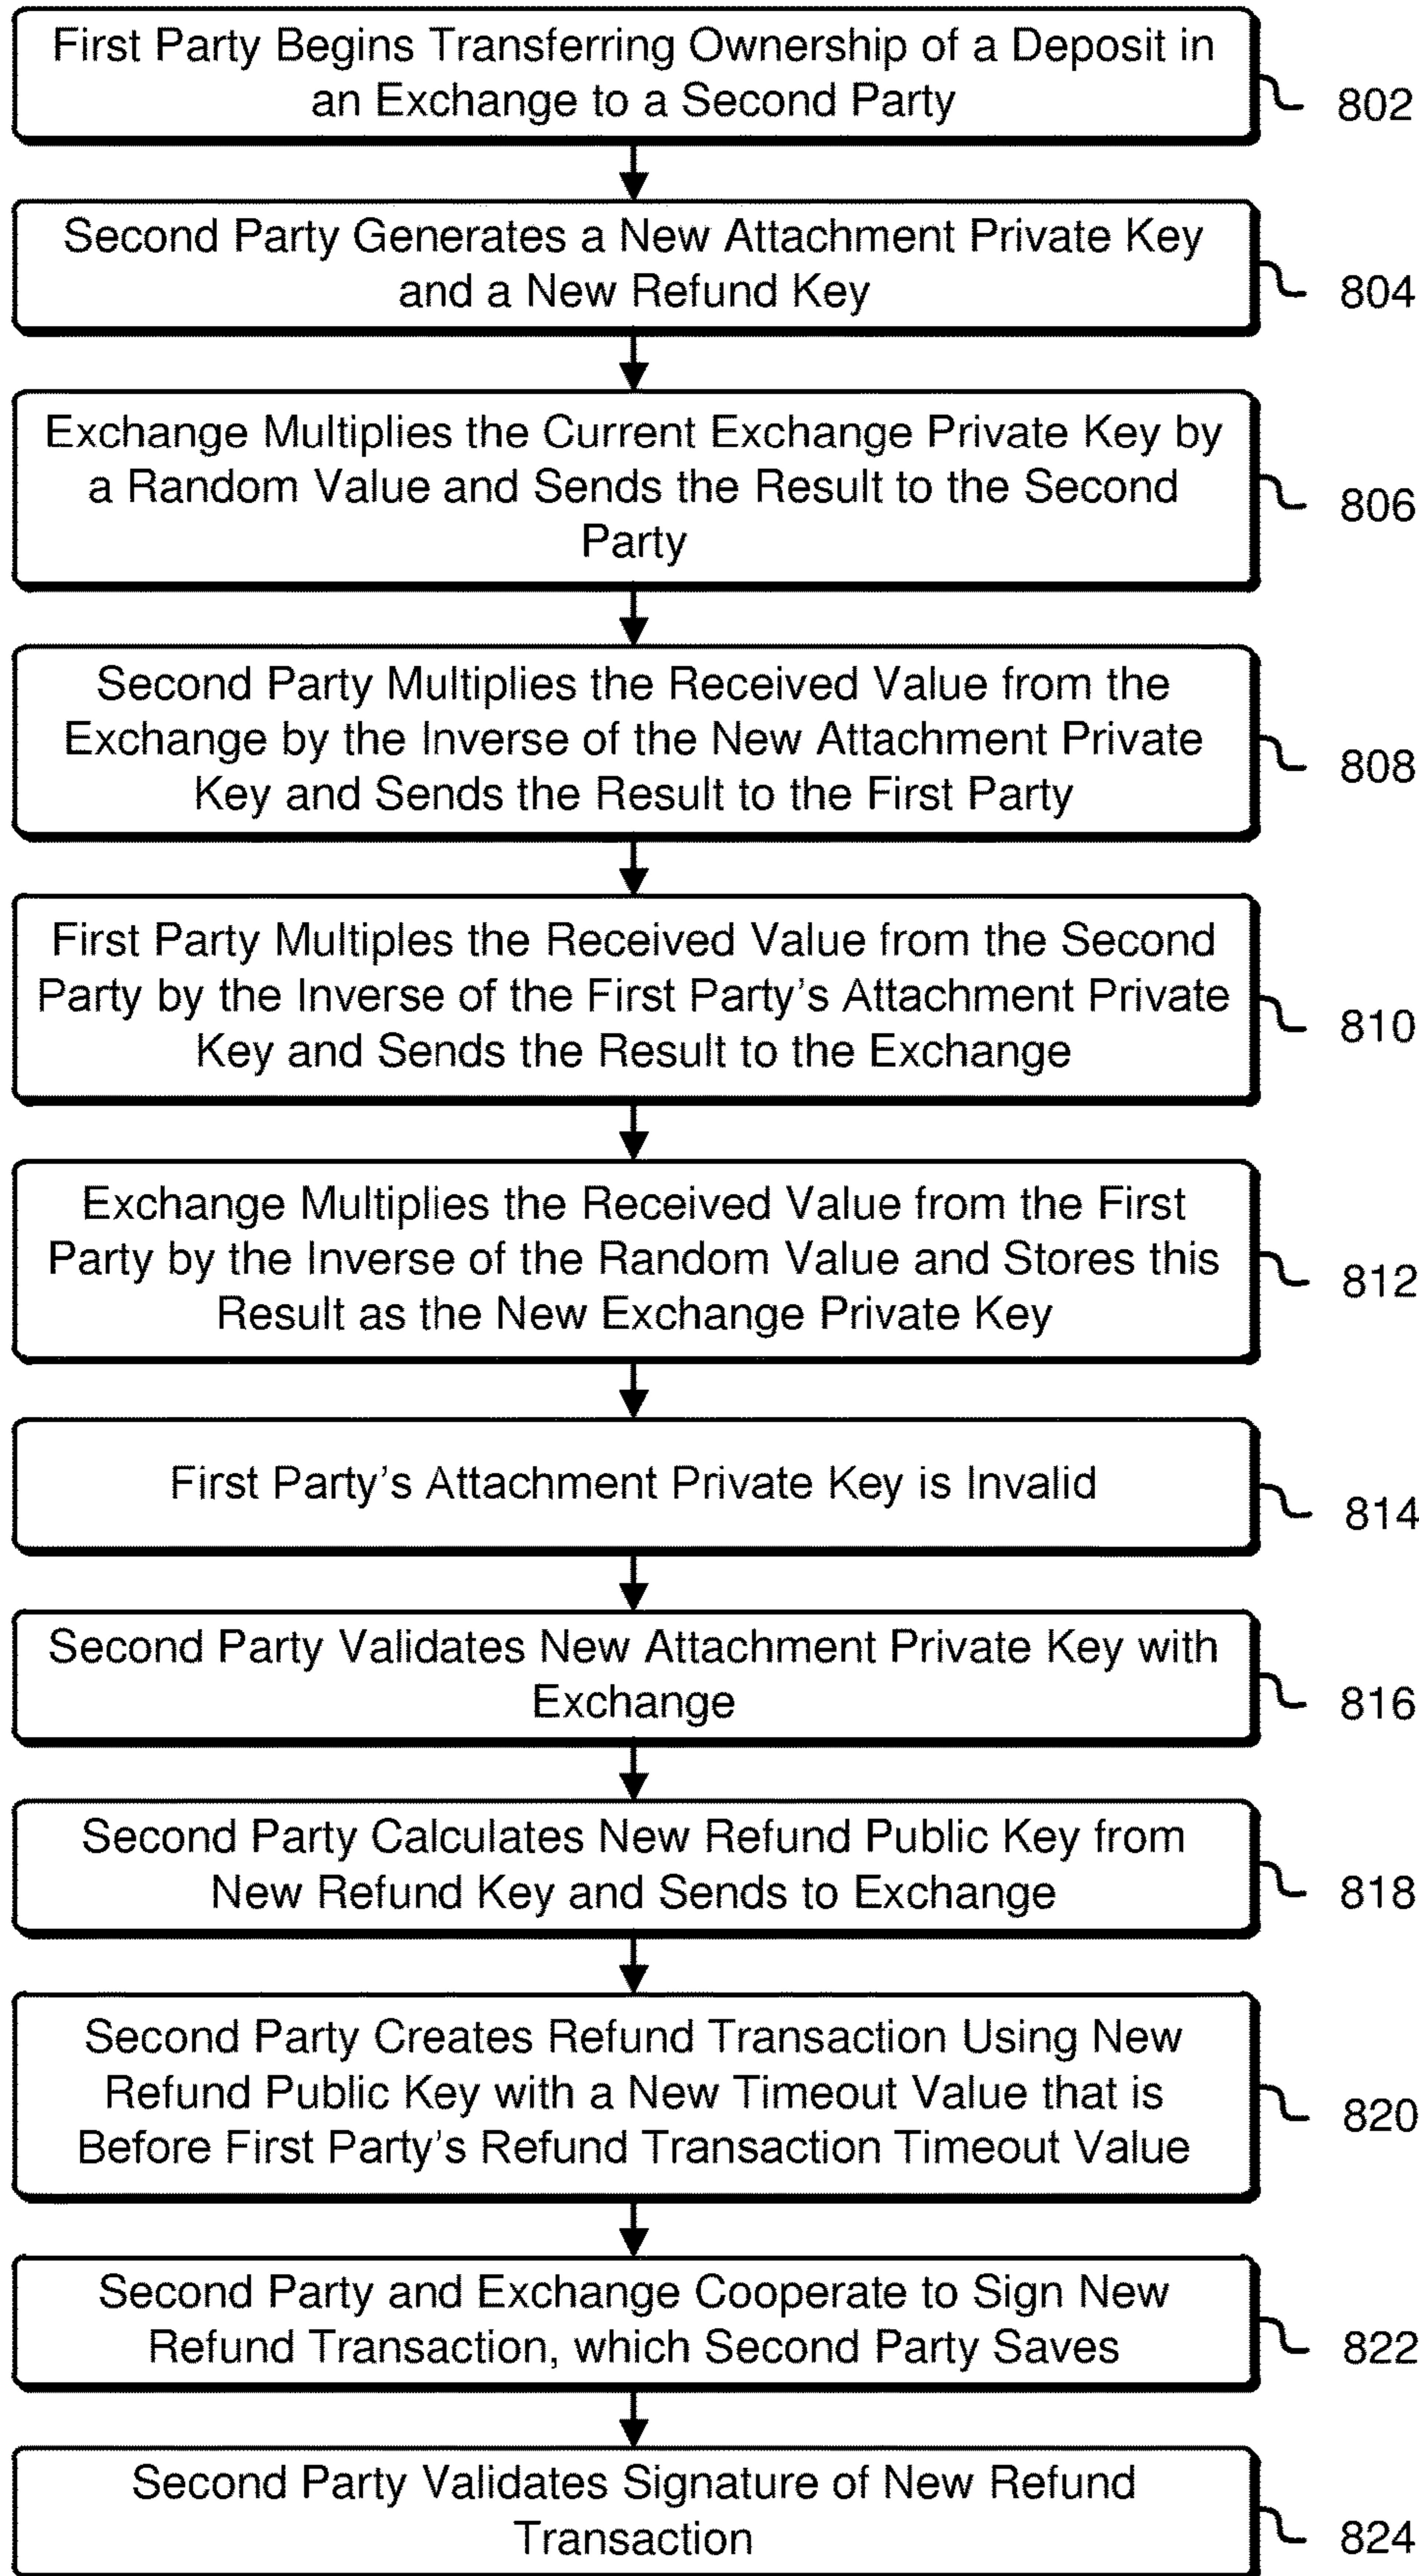 First Party Begins Transferring Ownership of a Deposit in
an Exchange to a Second Party
802
Second Party Generates a New Attachment Private Key
and a New Refund Key
804
Exchange Multiplies the Current Exchange Private Key by
a Random Value and Sends the Result to the Second
Party
806
Second Party Multiplies the Received Value from the
Exchange by the Inverse of the New Attachment Private
Key and Sends the Result to the First Party
808
First Party Multiples the Received Value from the Second
Party by the Inverse of the First Party's Attachment Private
Key and Sends the Result to the Exchange
810
Exchange Multiplies the Received Value from the First
Party by the Inverse of the Random Value and Stores this
Result as the New Exchange Private Key
812
First Party's Attachment Private Key is Invalid
814
Second Party Validates New Attachment Private Key with
Exchange
816
Second Party Calculates New Refund Public Key from
New Refund Key and Sends to Exchange
818
Second Party Creates Refund Transaction Using New
Refund Public Key with a New Timeout Value that is
Before First Party's Refund Transaction Timeout Value
820
Second Party and Exchange Cooperate to Sign New
Refund Transaction, which Second Party Saves
822
Second Party Validates Signature of New Refund
Transaction
824